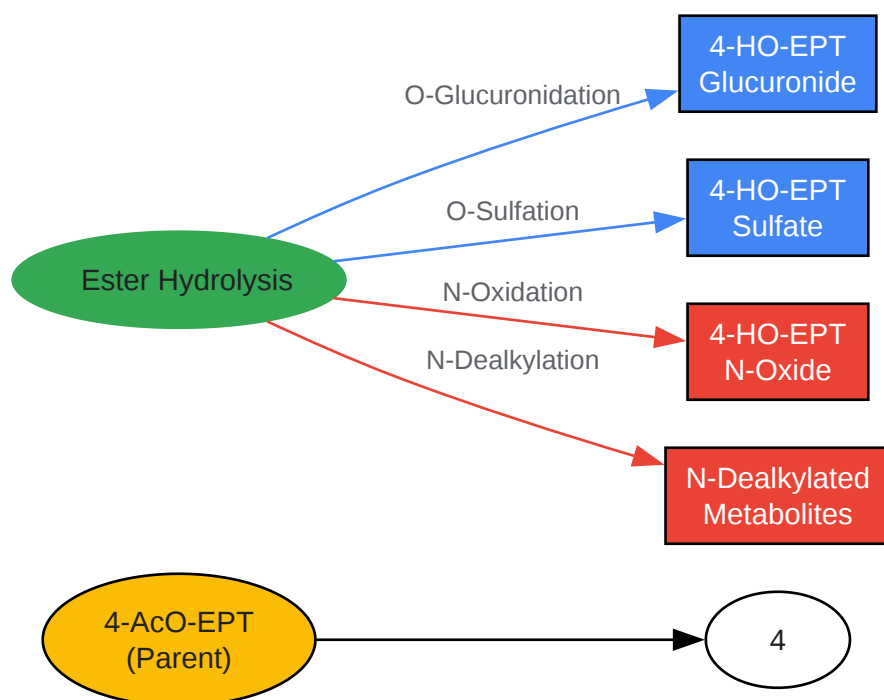 4-HO-EPT
Glucuronide
O-Glucuronidation
4-HO-EPT
Sulfate
O-Sulfation
Ester Hydrolysis
N-Oxidation
4-HO-EPT
N-Oxide
N-Dealkylation
N-Dealkylated
Metabolites
4-AcO-EPT
(Parent)
4